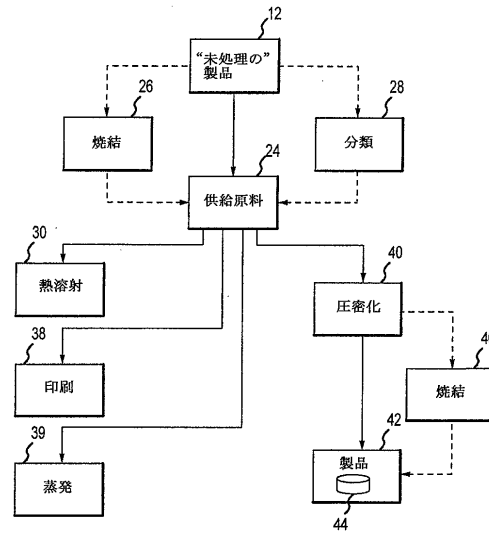 12
“未処理の”
製品
26
焼結
28
分類
24
供給原料
30
熱溶射
40
圧密化
38
印刷
焼結
39
蒸発
42
製品
44